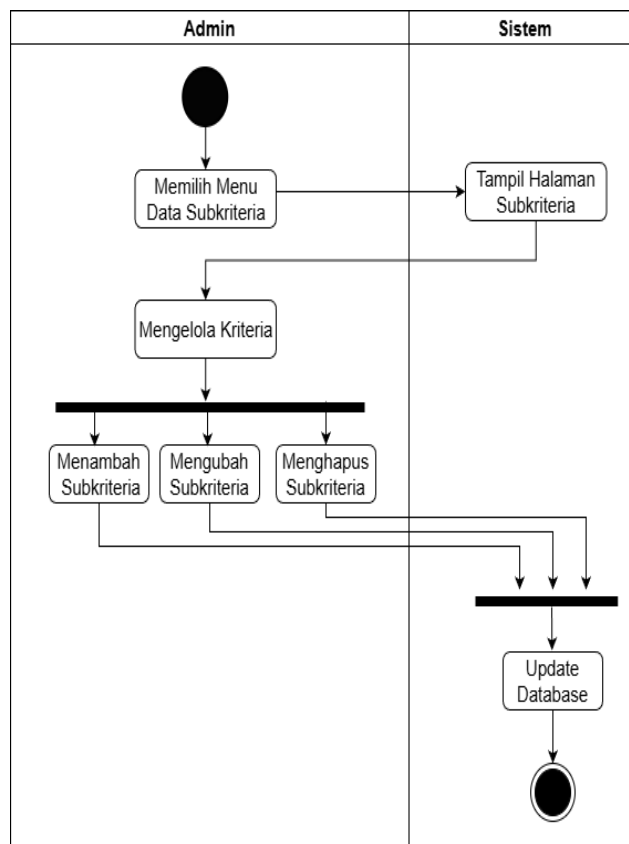 Admin
Sistem
Memilih Menu
Data Subkriteria
Tampil Halaman
Subkriteria
Mengelola Kriteria
Menambah
Subkriteria
Mengubah
Subkriteria
Menghapus
Subkriteria
Update
Database